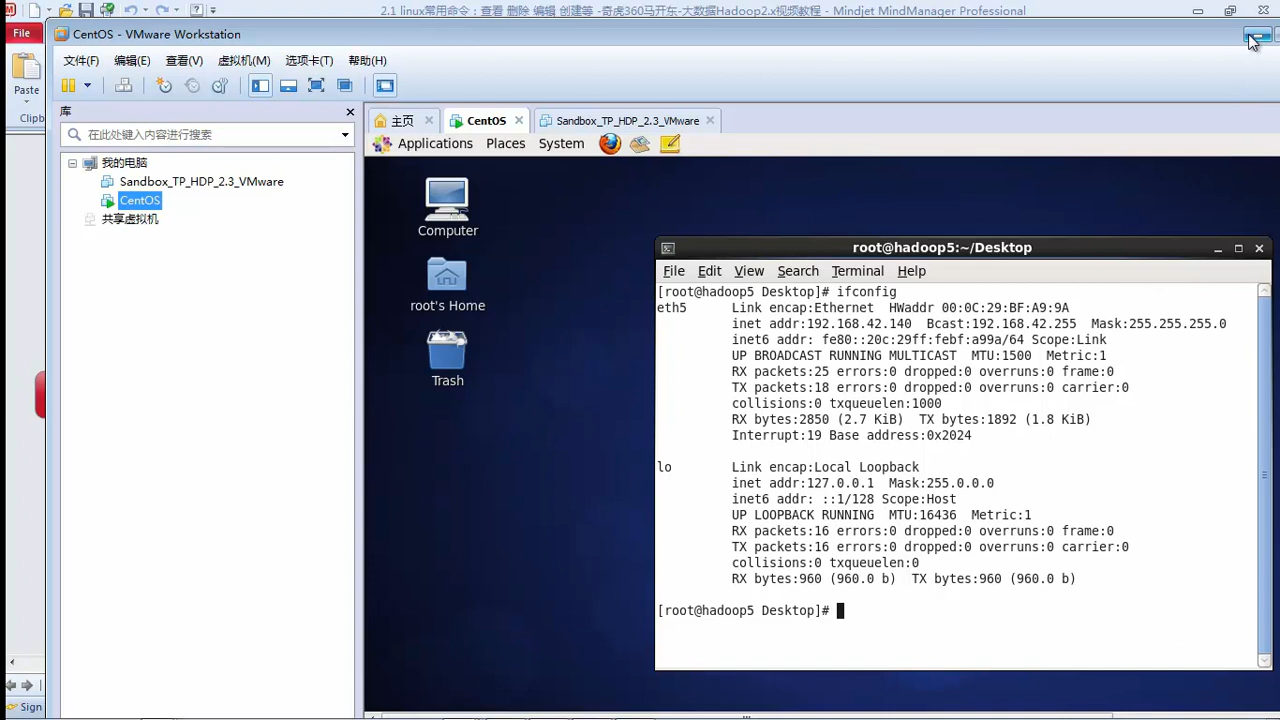 2.1 linux常用命令：查看 删除 编辑 创建等 -奇虎360马开东-大数据Hadoop2.x视频教程 - Mindjet MindManager Professional
File
CentOS - VMware Workstation
文件(F) 编辑(E) 查看(V) 虚拟机(M) 选项卡(T) 帮助(H)
Paste
Clipb
库
在此处键入内容进行搜索
我的电脑
Sandbox_TP_HDP_2.3_VMware
CentOS
共享虚拟机
主页 CentOS Sandbox_TP_HDP_2.3_VMware
Applications Places System
Computer
root's Home
Trash
root@hadoop5:~/Desktop
File Edit View Search Terminal Help
[root@hadoop5 Desktop]# ifconfig
eth5 Link encap:Ethernet HWaddr 00:0C:29:BF:A9:9A
inet addr:192.168.42.140 Bcast:192.168.42.255 Mask:255.255.255.0
inet6 addr: fe80::20c:29ff:febf:a99a/64 Scope:Link
UP BROADCAST RUNNING MULTICAST MTU:1500 Metric:1
RX packets:25 errors:0 dropped:0 overruns:0 frame:0
TX packets:18 errors:0 dropped:0 overruns:0 carrier:0
collisions:0 txqueuelen:1000
RX bytes:2850 (2.7 KiB) TX bytes:1892 (1.8 KiB)
Interrupt:19 Base address:0x2024
lo Link encap:Local Loopback
inet addr:127.0.0.1 Mask:255.0.0.0
inet6 addr: ::1/128 Scope:Host
UP LOOPBACK RUNNING MTU:16436 Metric:1
RX packets:16 errors:0 dropped:0 overruns:0 frame:0
TX packets:16 errors:0 dropped:0 overruns:0 carrier:0
collisions:0 txqueuelen:0
RX bytes:960 (960.0 b) TX bytes:960 (960.0 b)
[root@hadoop5 Desktop]#
Sign